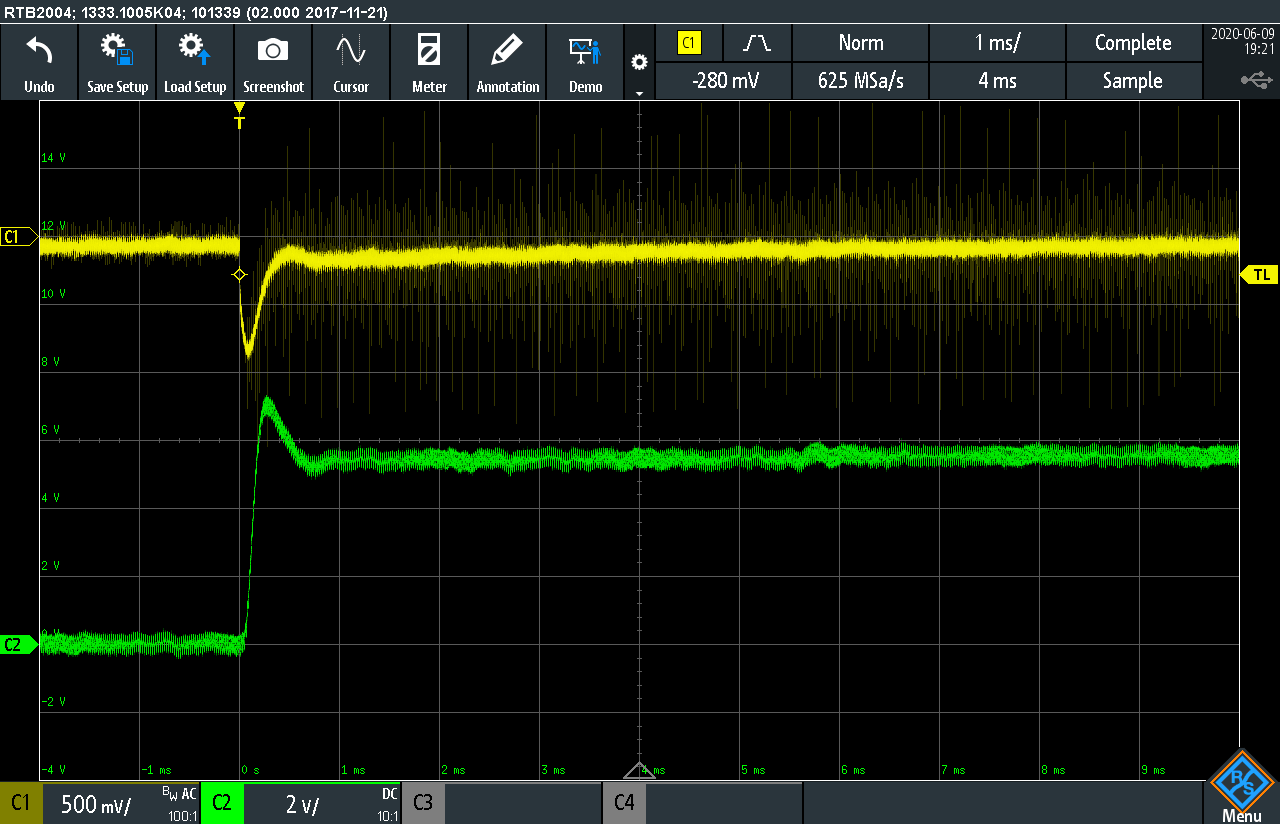 RTB2004; 1333.1005K04; 101339 (02.000 2017-11-21)
Undo
Save Setup
Load Setup
Screenshot
Cursor
Meter
Annotation
Demo
C1
Norm
1 ms/
Complete
2020-06-09
19:21
-280 mV
625 MSa/s
4 ms
Sample
T
14 V
12 V
C1
10 V
TL
8 V
6 V
4 V
2 V
0 V
C2
-2 V
-4 V
-1 ms
0 s
1 ms
2 ms
3 ms
4 ms
5 ms
6 ms
7 ms
8 ms
9 ms
C1
500 mV/
BW AC
100:1
C2
2 V/
DC
10:1
C3
C4
R S
Menu